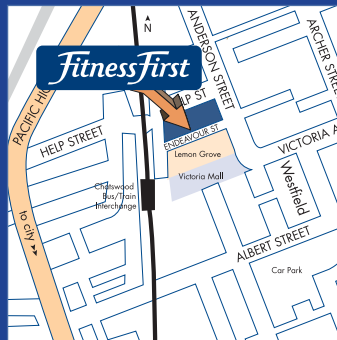 N
ANDERSON STREET
ARCHER STREET
FitnessFirst
PACIFIC
LP ST
HELP STREET
ENDEAVOUR ST
VICTORIA A
Lemon Grove
Victoria Mall
Westfield
Chatswood
Bus/Train
Interchange
to city
ALBERT STREET
Car Park